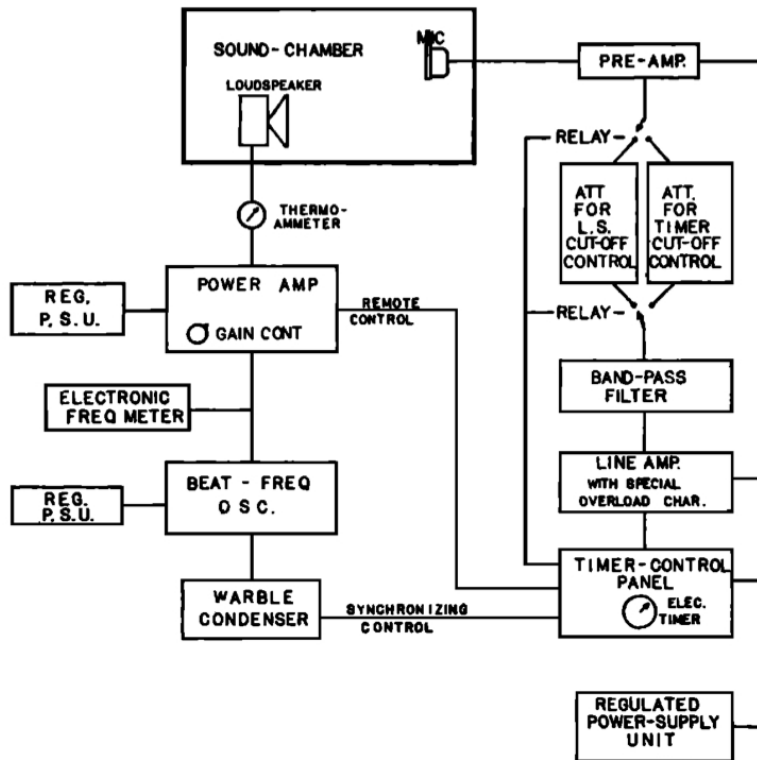 SOUND-CHAMBER
MIC
LOUDSPEAKER
PRE-AMP.
RELAY
THERMO-
AMMETER
ATT
FOR
L.S.
CUT-OFF
CONTROL
ATT.
FOR
TIMER
CUT-OFF
CONTROL
REG.
P.S.U.
POWER AMP
GAIN CONT
REMOTE
CONTROL
RELAY
ELECTRONIC
FREQ METER
BAND-PASS
FILTER
REG.
P.S.U.
BEAT-FREQ
OSC.
LINE AMP.
WITH SPECIAL
OVERLOAD CHAR.
WARBLE
CONDENSER
SYNCHRONIZING
CONTROL
TIMER-CONTROL
PANEL
ELEC.
TIMER
REGULATED
POWER-SUPPLY
UNIT